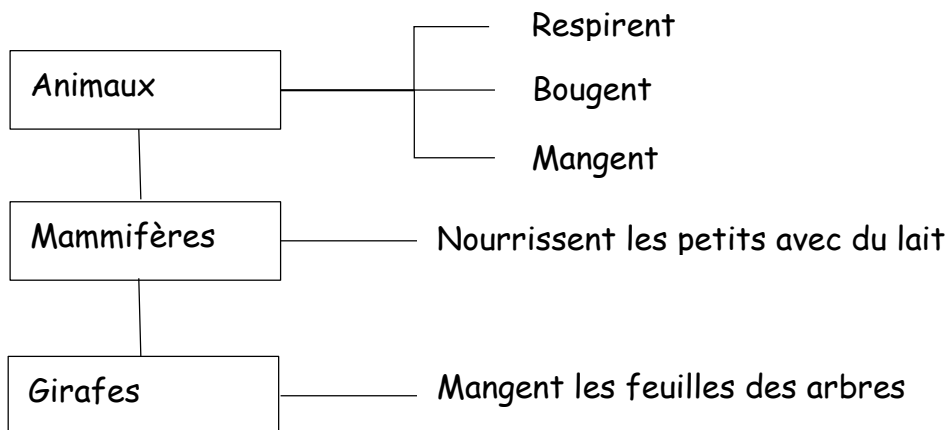 Respirent
Animaux
Bougent
Mangent
Mammifères
Nourrissent les petits avec du lait
Girafes
Mangent les feuilles des arbres